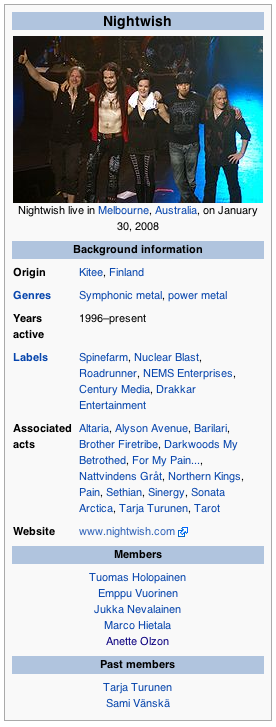 Nightwish
Nightwish live in Melbourne, Australia, on January
30, 2008
Background information
Origin Kitee, Finland
Genres Symphonic metal, power metal
Years 1996–present
active
Labels Spinefarm, Nuclear Blast,
Roadrunner, NEMS Enterprises,
Century Media, Drakkar
Entertainment
Associated Altaria, Alyson Avenue, Barilari,
acts Brother Firetribe, Darkwoods My
Betrothed, For My Pain...,
Nattvindens Gråt, Northern Kings,
Pain, Sethian, Sinergy, Sonata
Arctica, Tarja Turunen, Tarot
Website www.nightwish.com
Members
Tuomas Holopainen
Emppu Vuorinen
Jukka Nevalainen
Marco Hietala
Anette Olzon
Past members
Tarja Turunen
Sami Vänskä